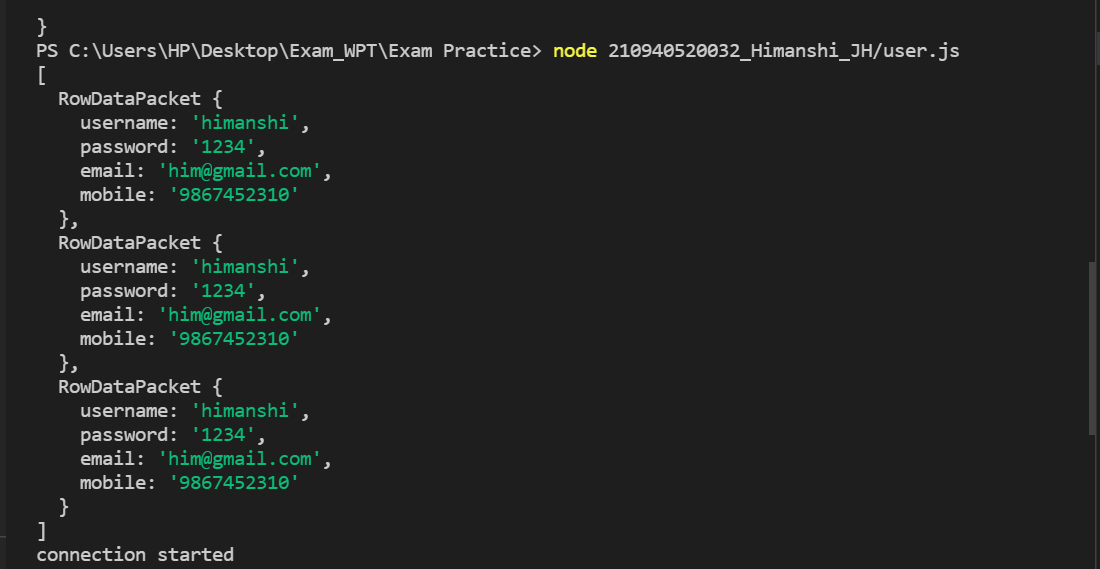 }
PS C:\Users\HP\Desktop\Exam_WPT\Exam Practice> node 210940520032_Himanshi_JH/user.js
[
  RowDataPacket {
    username: 'himanshi',
    password: '1234',
    email: 'him@gmail.com',
    mobile: '9867452310'
  },
  RowDataPacket {
    username: 'himanshi',
    password: '1234',
    email: 'him@gmail.com',
    mobile: '9867452310'
  },
  RowDataPacket {
    username: 'himanshi',
    password: '1234',
    email: 'him@gmail.com',
    mobile: '9867452310'
  }
]
connection started